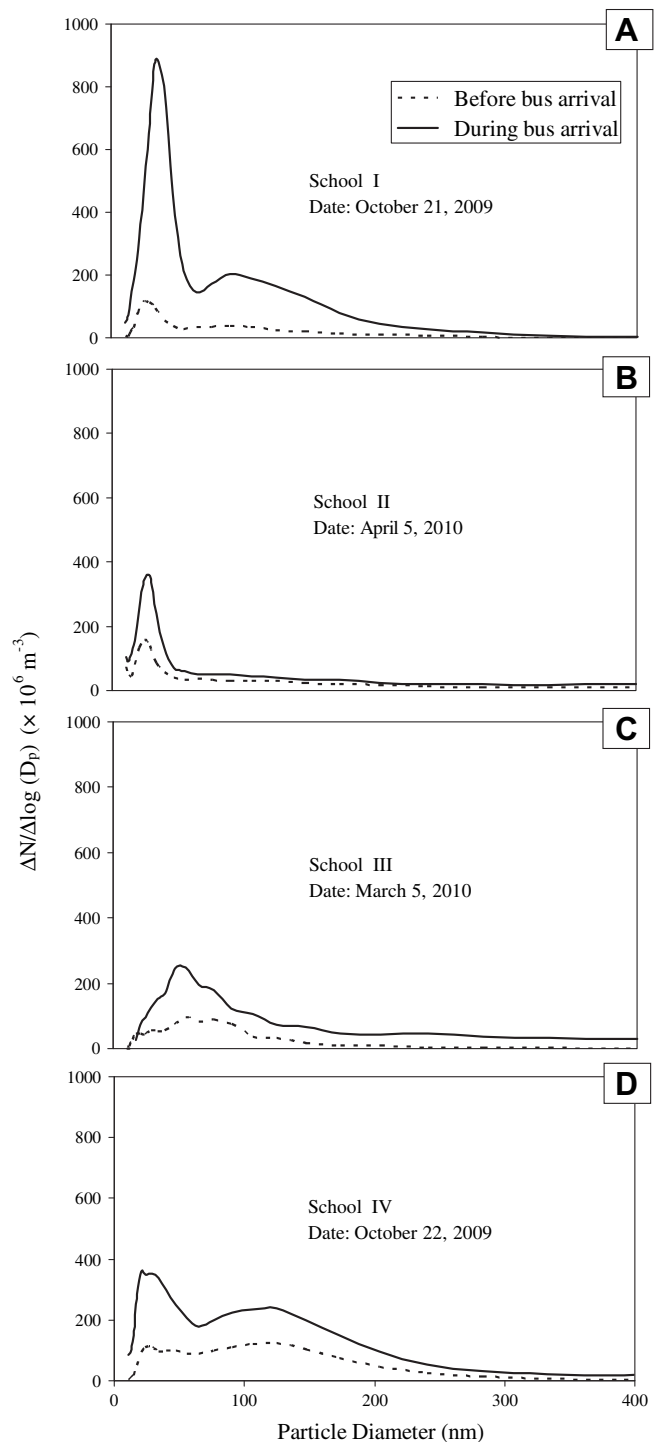 A
1000
800
600
400
200
0
Before bus arrival
During bus arrival
School I
Date: October 21, 2009
B
1000
800
600
400
200
0
School II
Date: April 5, 2010
ΔN/Δlog (Dₚ) (× 10⁶ m⁻³)
C
1000
800
600
400
200
0
School III
Date: March 5, 2010
D
1000
800
600
400
200
0
School IV
Date: October 22, 2009
0 100 200 300 400
Particle Diameter (nm)